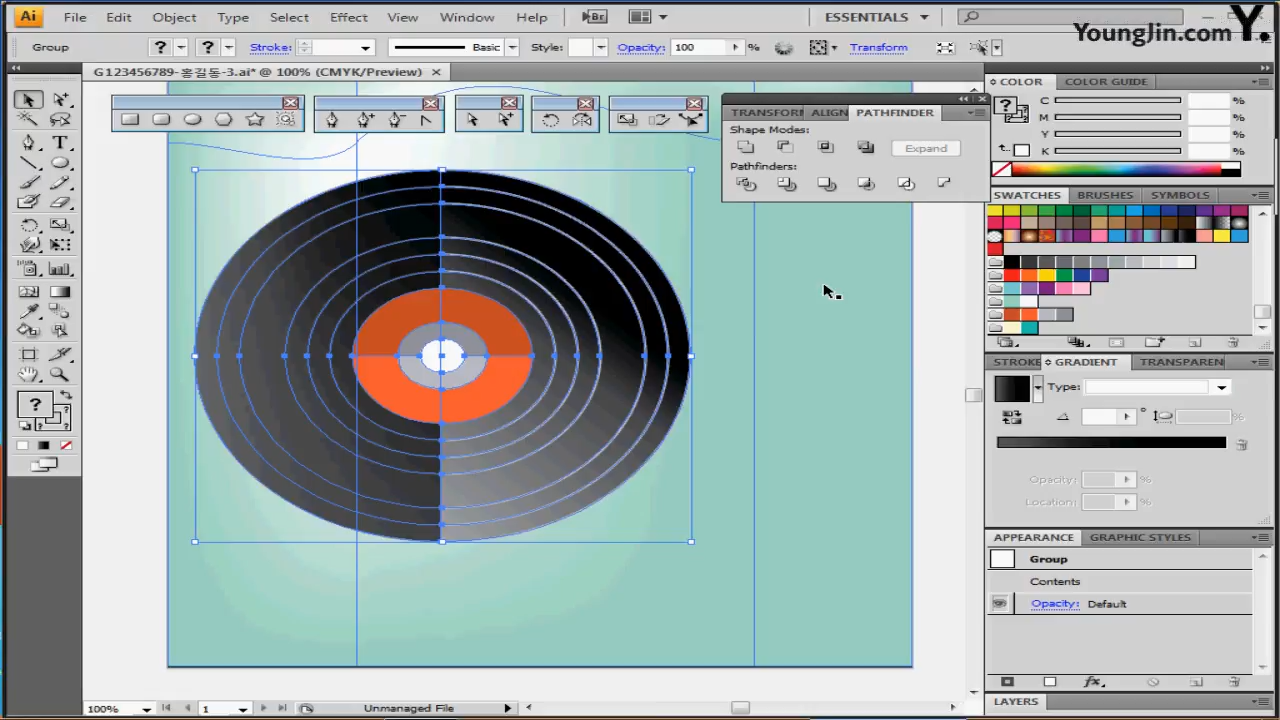 Ai File Edit Object Type Select Effect View Window Help Br ESSENTIALS
YoungJin.com Y.
Group ? ? Stroke: Basic Style: Opacity: 100 % Transform
G123456789-홍길동-3.ai* @ 100% (CMYK/Preview)
TRANSFORM ALIGN PATHFINDER
Shape Modes:
Expand
Pathfinders:
COLOR COLOR GUIDE
? C %
M %
Y %
K %
SWATCHES BRUSHES SYMBOLS
STROKE GRADIENT TRANSPAREN
Type:
°
%
Opacity: %
Location: %
APPEARANCE GRAPHIC STYLES
Group
Contents
Opacity: Default
fx
LAYERS
T
?
?
100% 1 Unmanaged File